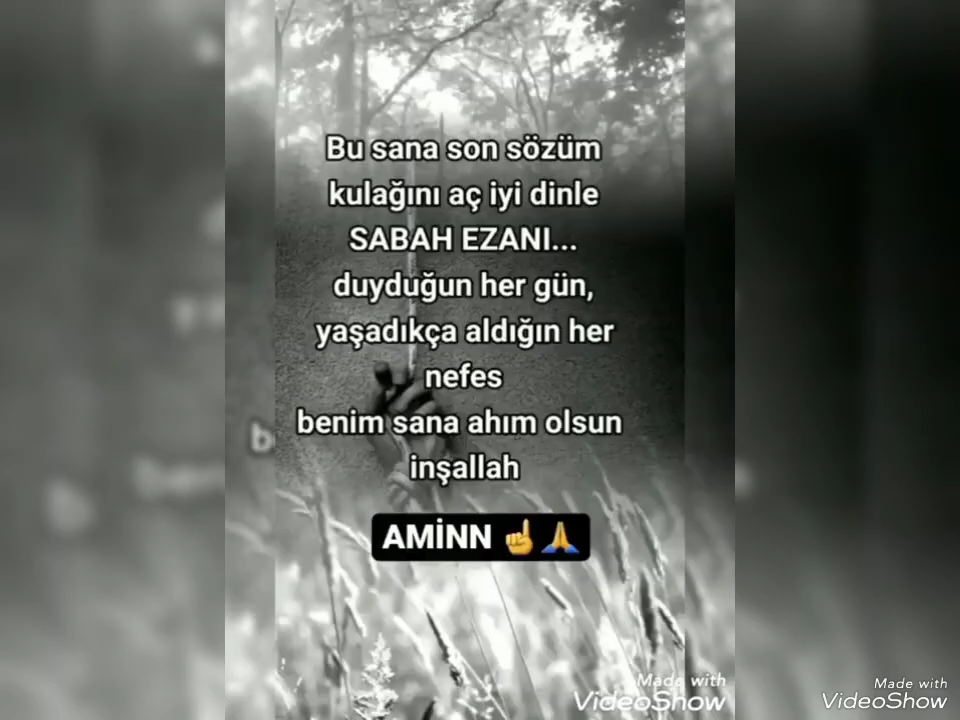 Bu sana son sözüm
kulağını aç iyi dinle
SABAH EZANI...
duyduğun her gün,
yaşadıkça aldığın her
nefes
benim sana ahım olsun
inşallah
AMİNN ☝️🙏
Made with
VideoShow
Made with
VideoShow